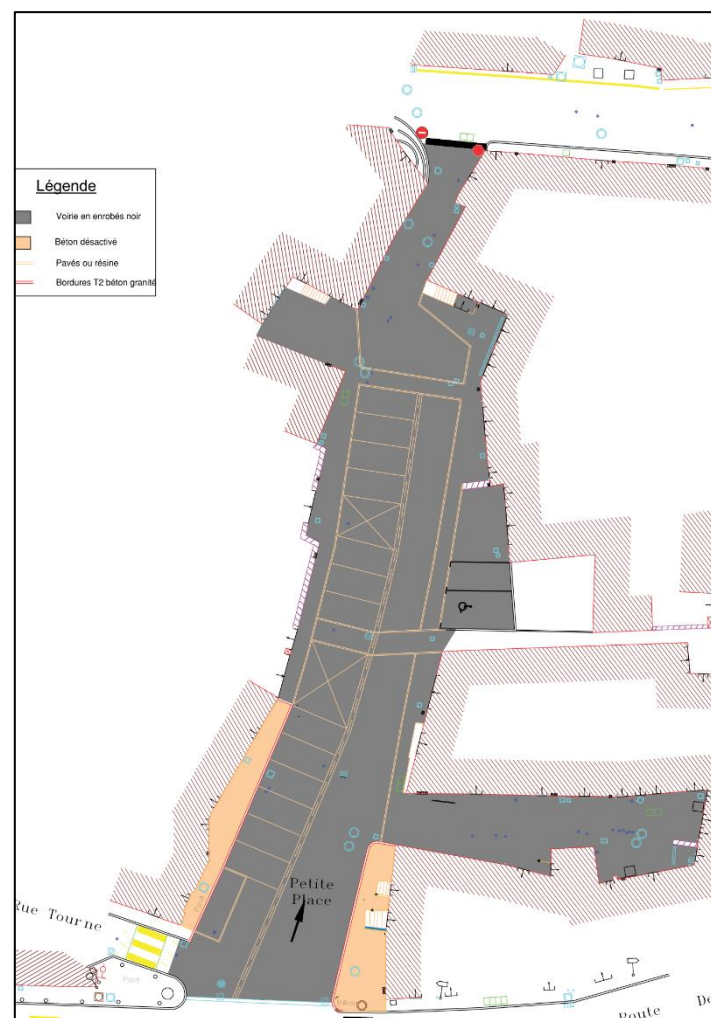 Légende
Voirie en enrobés noir
Béton désactivé
Pavés ou résine
Bordures T2 béton granité
Petite
Place
Rue Tourne
Route De